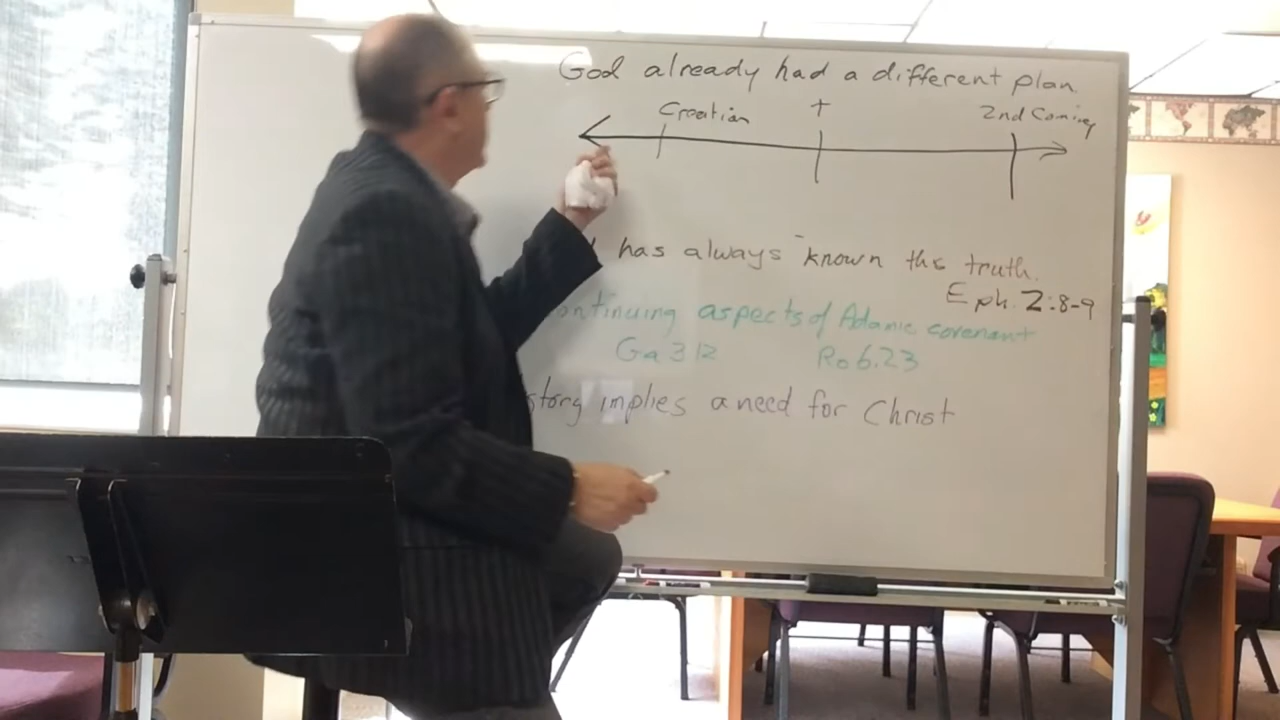 God already had a different plan
Creation † 2nd Coming
has always known the truth.
Eph. 2:8-9
ontinuing aspects of Adamic covenant
Ga 3 12 Ro 6.23
story implies a need for Christ